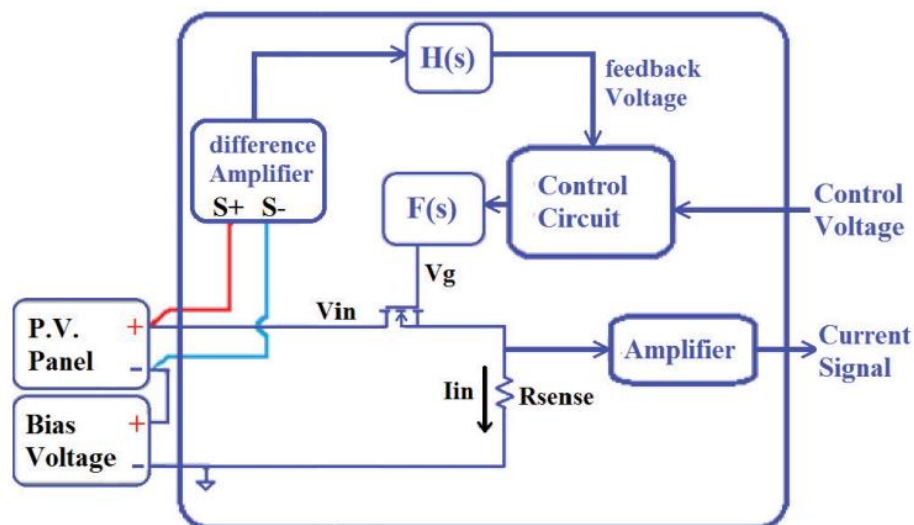 H(s)
feedback
Voltage
difference
Amplifier
S+ S-
Control
Circuit
F(s)
Control
Voltage
Vg
Vin
P.V.
Panel
+
-
Amplifier
Current
Signal
Iin
Rsense
Bias
Voltage
+
-